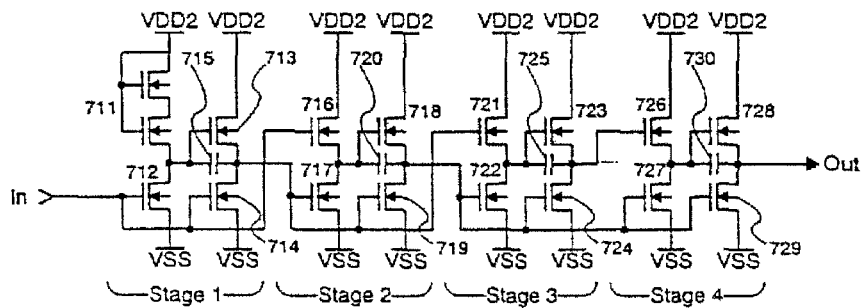 VDD2 VDD2 VDD2 VDD2 VDD2 VDD2 VDD2 VDD2
715 713 720 725 730
711 716 718 721 723 726 728
712 717 722 727
In Out
714 719 724 729
VSS VSS VSS VSS VSS VSS VSS VSS
Stage 1 Stage 2 Stage 3 Stage 4